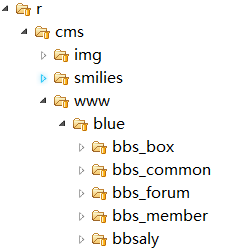 r
cms
img
smilies
www
blue
bbs_box
bbs_common
bbs_forum
bbs_member
bbsaly